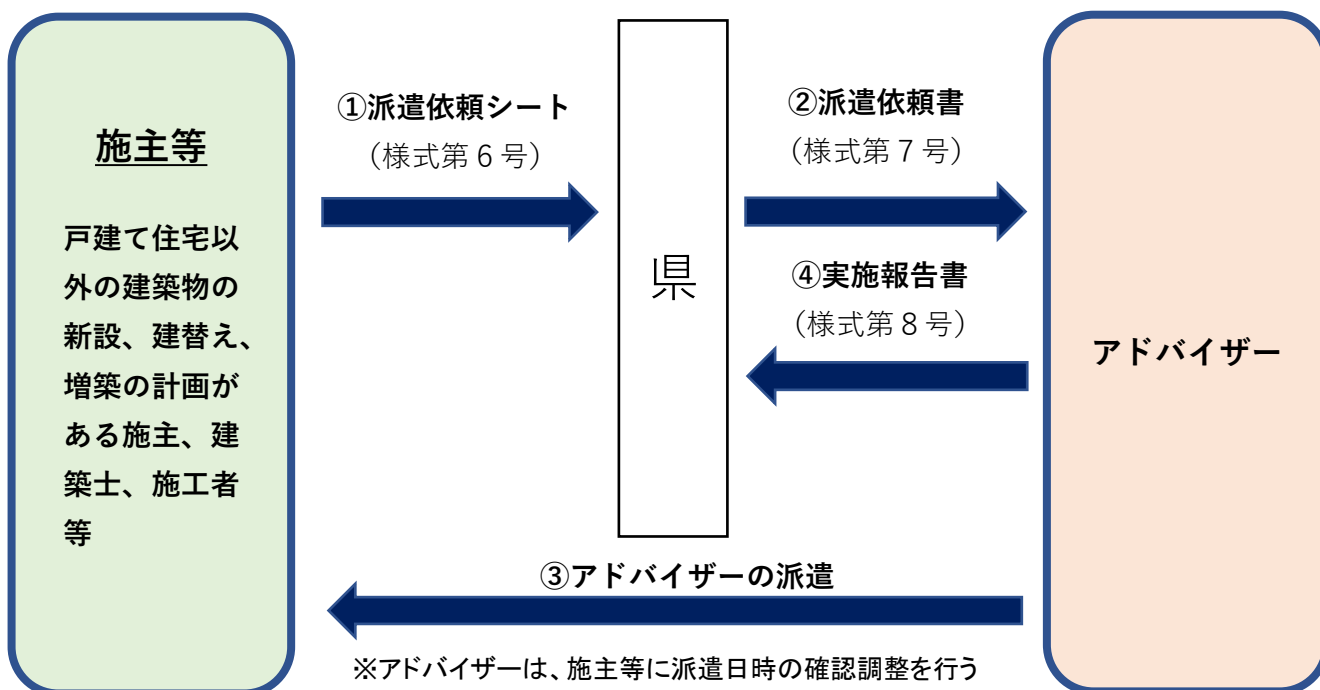 施主等
戸建て住宅以
外の建築物の
新設、建替え、
増築の計画が
ある施主、建
築士、施工者
等
①派遣依頼シート
（様式第６号）
県
②派遣依頼書
（様式第７号）
④実施報告書
（様式第８号）
アドバイザー
③アドバイザーの派遣
※アドバイザーは、施主等に派遣日時の確認調整を行う